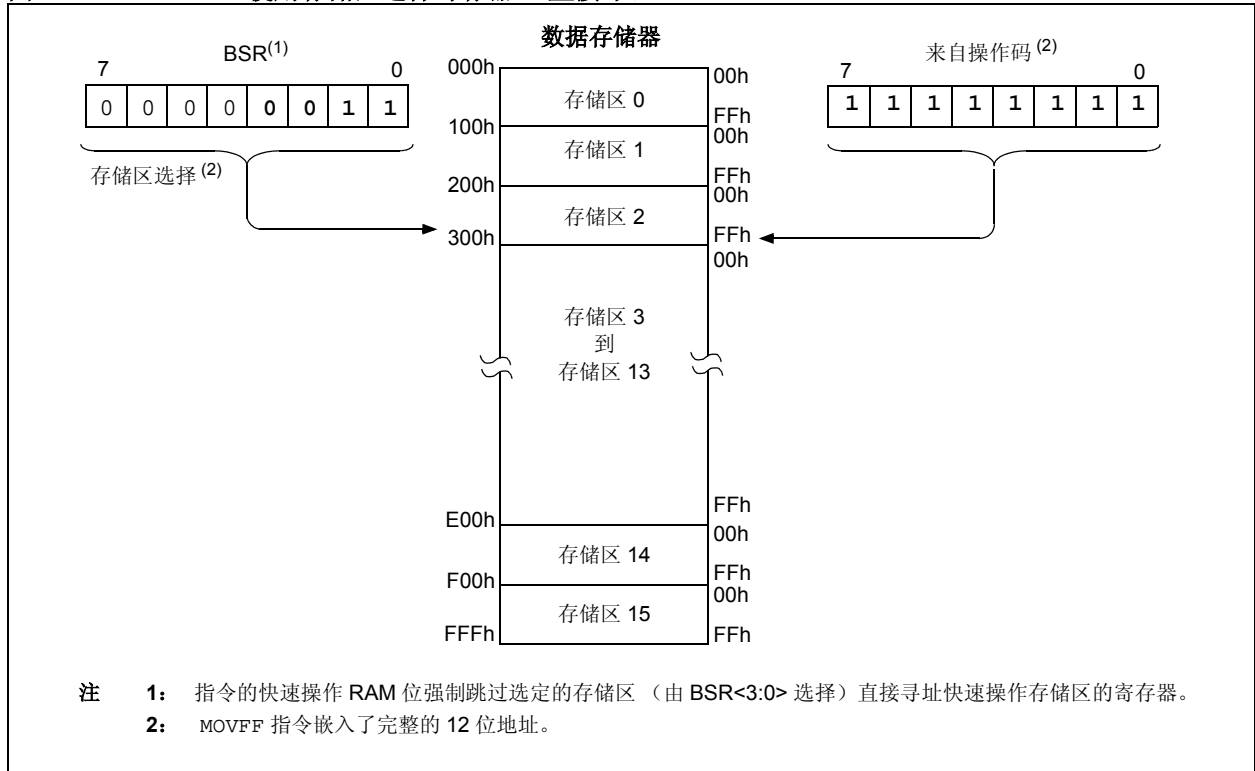 数据存储器
BSR(1)
7 0
0 0 0 0 0 0 1 1
存储区选择 (2)
来自操作码 (2)
7 0
1 1 1 1 1 1 1 1
000h
100h
200h
300h
E00h
F00h
FFFh
存储区 0
存储区 1
存储区 2
存储区 3
到
存储区 13
存储区 14
存储区 15
00h
FFh
00h
FFh
00h
FFh
00h
FFh
00h
FFh
00h
FFh
注 1: 指令的快速操作 RAM 位强制跳过选定的存储区 （由 BSR<3:0> 选择）直接寻址快速操作存储区的寄存器。
2: MOVFF 指令嵌入了完整的 12 位地址。